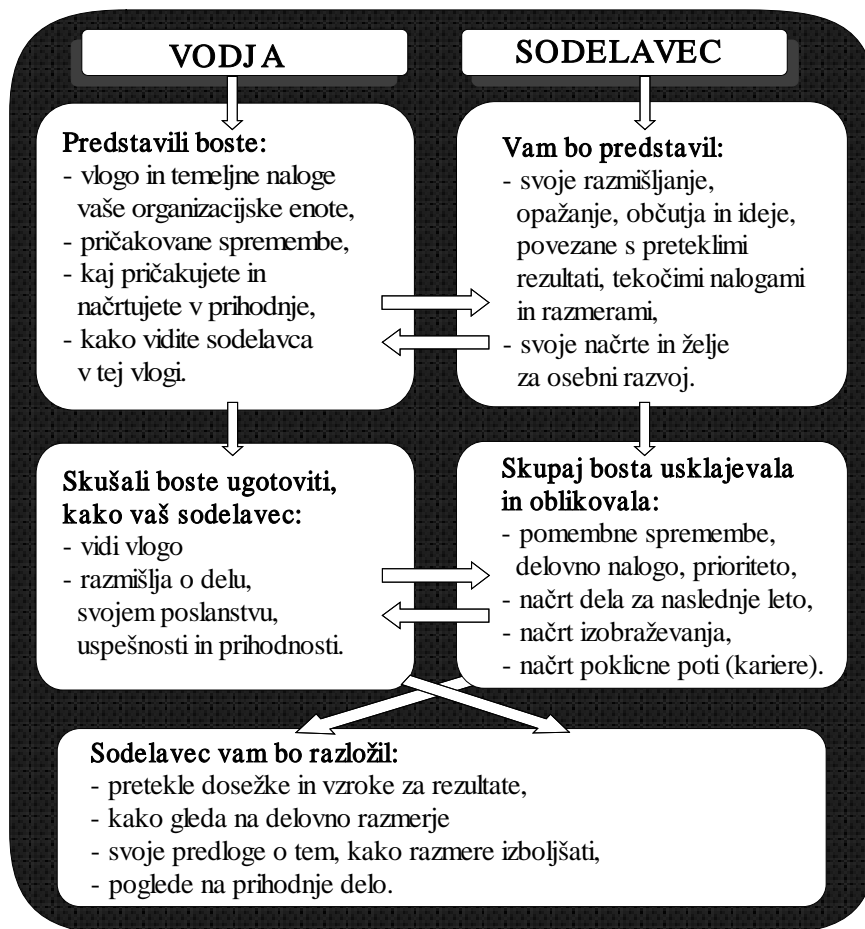 VODJA
Predstavili boste:
- vlogo in temeljne naloge
vaše organizacijske enote,
- pričakovane spremembe,
- kaj pričakujete in
načrtujete v prihodnje,
- kako vidite sodelavca
v tej vlogi.
SODELAVEC
Vam bo predstavil:
- svoje razmišljanje,
opažanje, občutja in ideje,
povezane s preteklimi
rezultati, tekočimi nalogami
in razmerami,
- svoje načrte in želje
za osebni razvoj.
Skušali boste ugotoviti,
kako vaš sodelavec:
- vidi vlogo
- razmišlja o delu,
svojem poslanstvu,
uspešnosti in prihodnosti.
Skupaj bosta usklajevala
in oblikovala:
- pomembne spremembe,
delovno nalogo, prioriteto,
- načrt dela za naslednje leto,
- načrt izobraževanja,
- načrt poklicne poti (kariere).
Sodelavec vam bo razložil:
- pretekle dosežke in vzroke za rezultate,
- kako gleda na delovno razmerje
- svoje predloge o tem, kako razmere izboljšati,
- poglede na prihodnje delo.